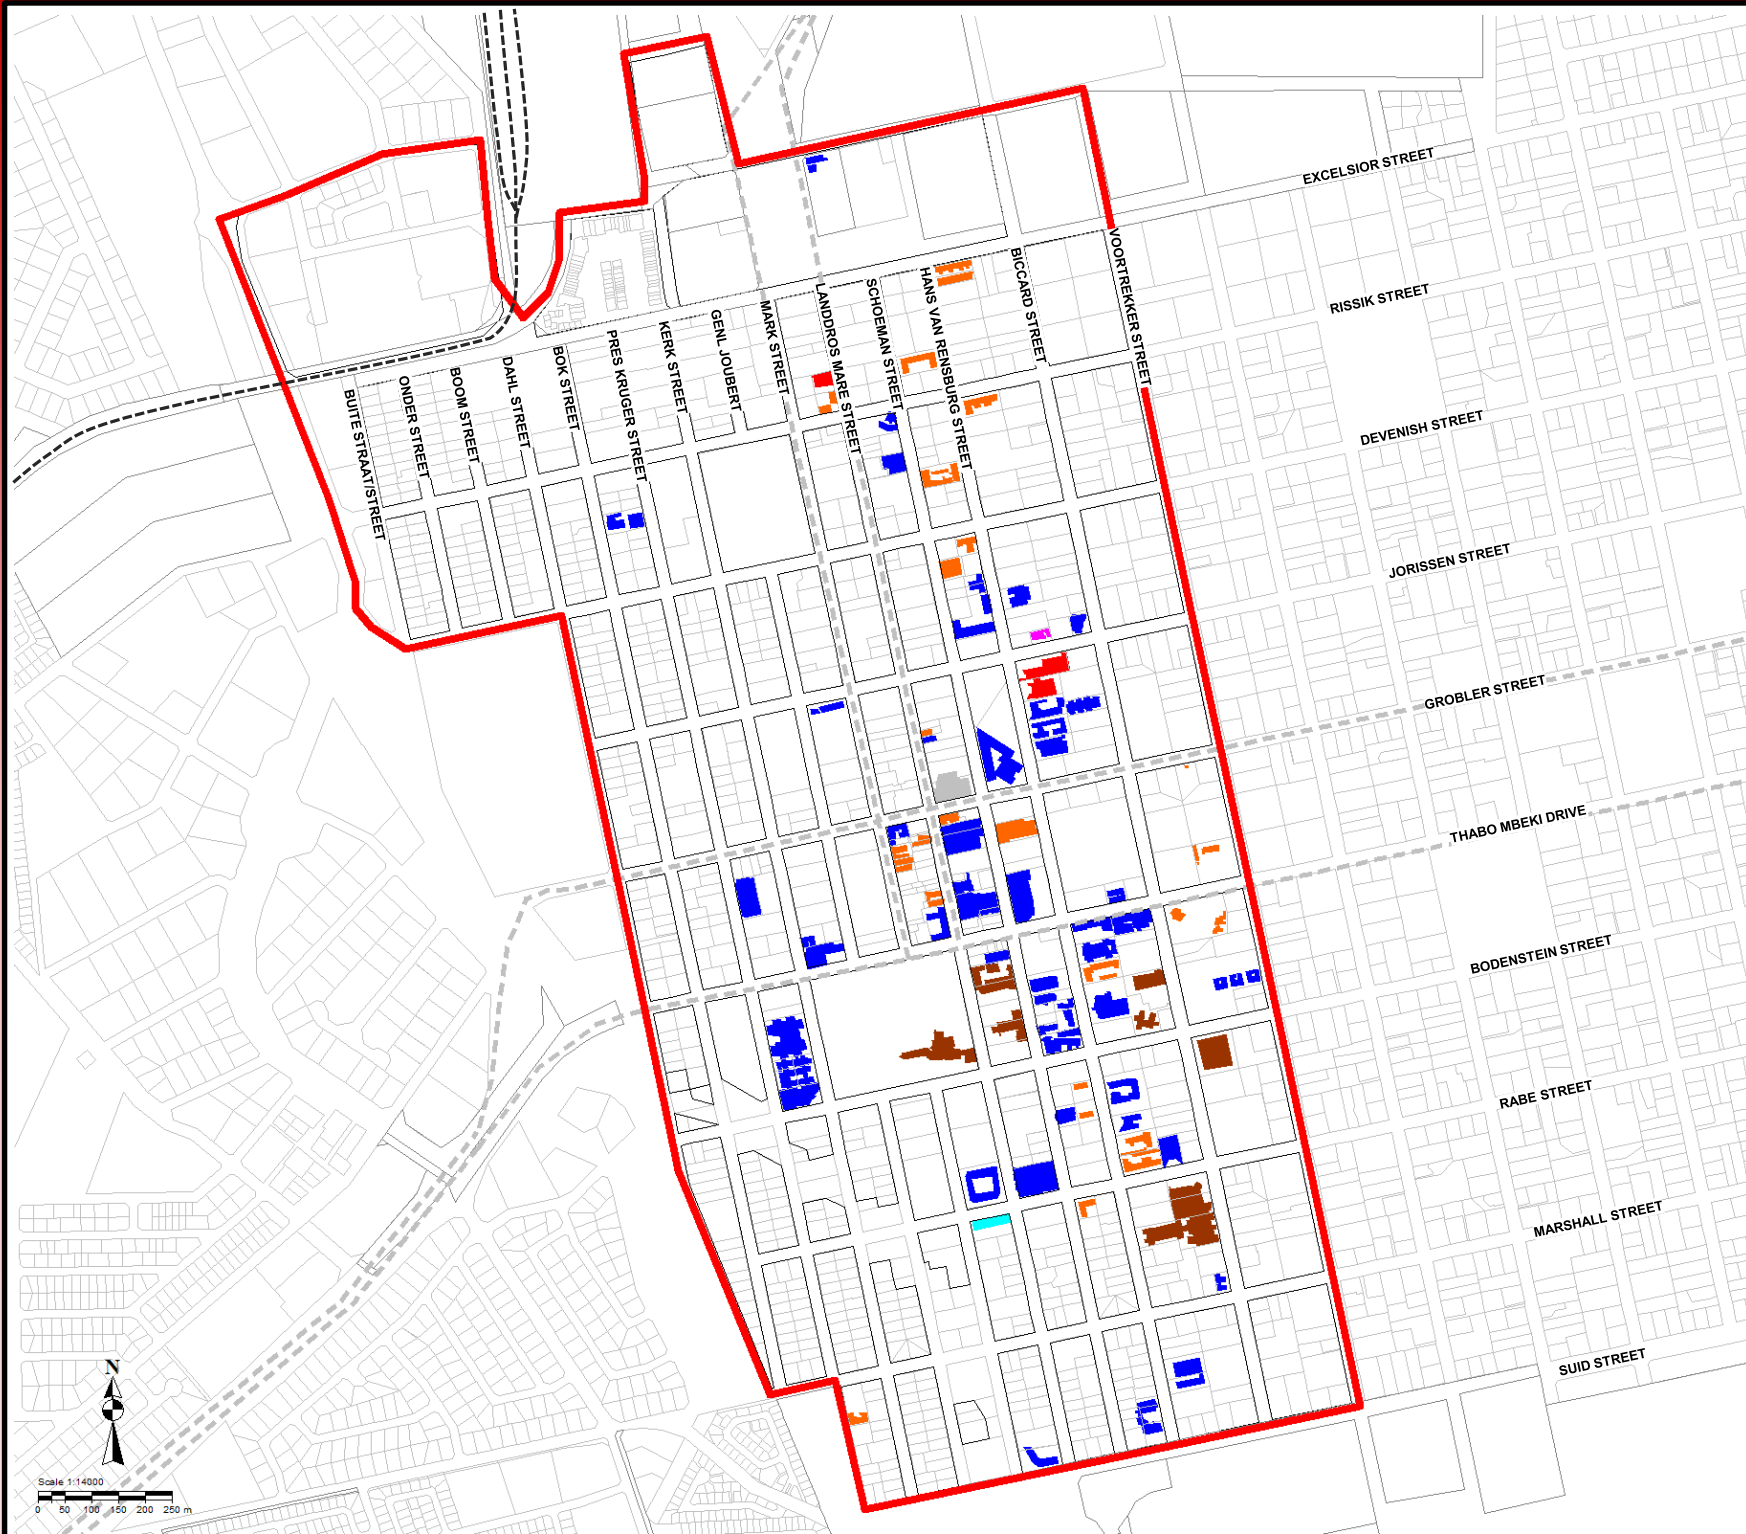 EXCELSIOR STREET
RISSIK STREET
DEVENISH STREET
JORISSEN STREET
GROBLER STREET
THABO MBEKI DRIVE
BODENSTEIN STREET
RABE STREET
MARSHALL STREET
SUID STREET
BUITE STRAAT/STREET
ONDER STREET
BOOM STREET
DAHL STREET
BOK STREET
PRES KRUGER STREET
KERK STREET
GENL JOUBERT
MARK STREET
LANDDROS MARE STREET
SCHOEMAN STREET
HANS VAN RENSBURG STREET
BICCARD STREET
VOORTREKKER STREET
N
Scale 1:14000
0 50 100 150 200 250 m